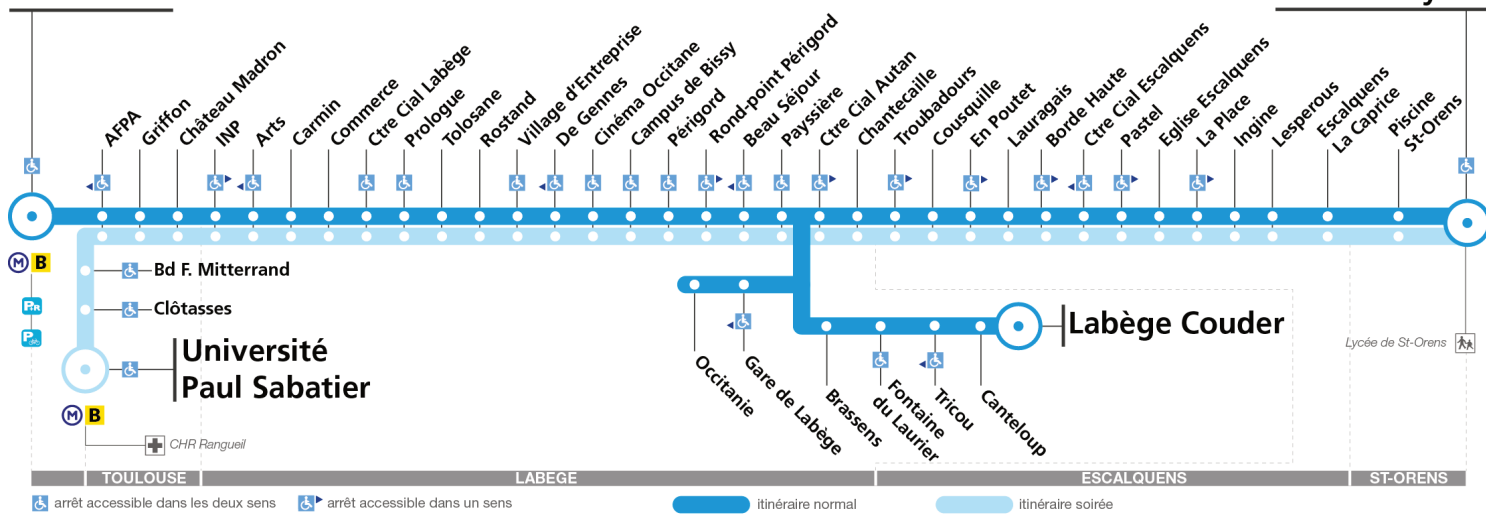 AFPA
Griffon
Château Madron
INP
Arts
Carmin
Commerce
Ctre Cial Labège
Prologue
Tolosane
Rostand
Village d'Entreprise
De Gennes
Cinéma Occitane
Campus de Bissy
Périgord
Rond-point Périgord
Beau Séjour
Payssière
Ctre Cial Autan
Chantecaille
Troubadours
Cousquille
En Poutet
Lauragais
Borde Haute
Ctre Cial Escalquens
Pastel
Eglise Escalquens
La Place
Ingine
Lesperous
Escalquens
La Caprice
Piscine
St-Orens
M B
P+R
P
Bd F. Mitterrand
Clôtasses
Université
Paul Sabatier
M B
CHR Rangueil
Occitanie
Gare de Labège
Brassens
Fontaine
du Laurier
Tricou
Canteloup
Labège Couder
Lycée de St-Orens
TOULOUSE
LABEGE
ESCALQUENS
ST-ORENS
arrêt accessible dans les deux sens
arrêt accessible dans un sens
itinéraire normal
itinéraire soirée